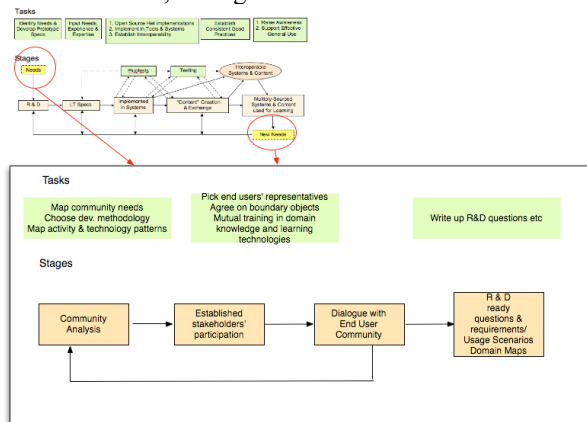 Tasks
Identify Needs &
Develop Prototype
Specs
Input Needs,
Experience &
Expertise
1. Open Source Ref Implementations
2. Implement in Tools & Systems
3. Establish Interoperability
Establish
Consistent Good
Practices
1. Raise Awareness
2. Support Effective
General Use
Stages
Needs
Plugfests
Testing
Interoperable
Systems & Content
R & D
LT Specs
Implemented
in Systems
"Content" Creation
& Exchange
Multiply-Sourced
Systems & Content
used for Learning
New Needs
Tasks
Map community needs
Choose dev. methodology
Map activity & technology patterns
Pick end users' representatives
Agree on boundary objects
Mutual training in domain
knowledge and learning
technologies
Write up R&D questions etc
Stages
Community
Analysis
Established
stakeholders'
participation
Dialogue with
End User
Community
R & D
ready
questions &
requirements/
Usage Scenarios
Domain Maps